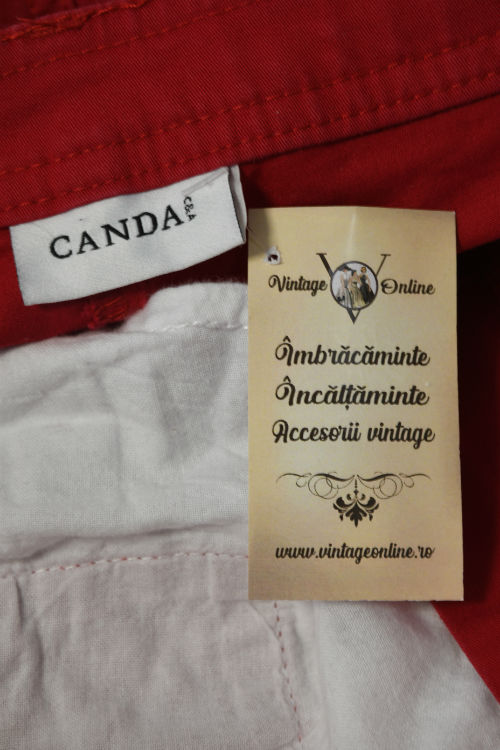 CANDA
C&A
Vintage Online
Îmbrăcăminte
Încălțăminte
Accesorii vintage
www.vintageonline.ro